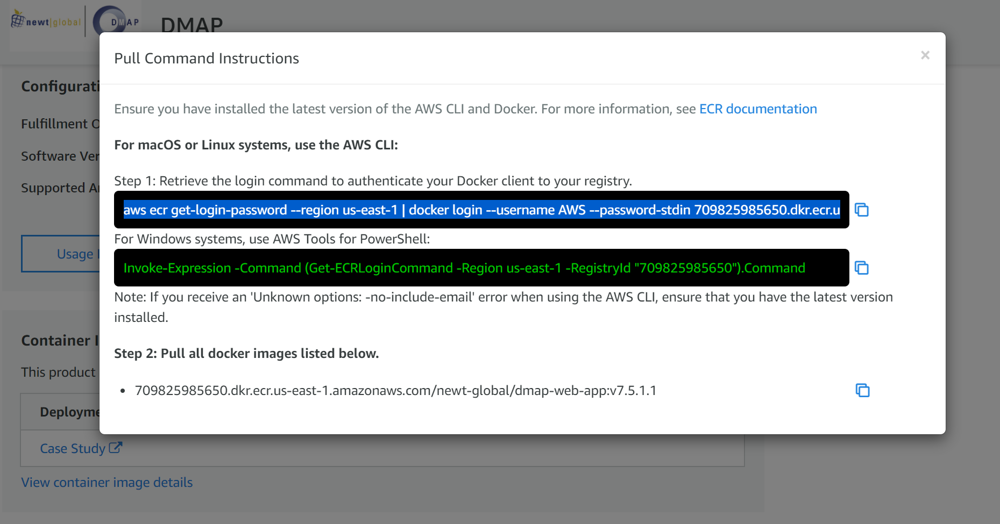 newt|global
DMAP
DMAP
Pull Command Instructions
×
Configurati
Ensure you have installed the latest version of the AWS CLI and Docker. For more information, see ECR documentation
Fulfillment O
For macOS or Linux systems, use the AWS CLI:
Software Ver
Step 1: Retrieve the login command to authenticate your Docker client to your registry.
Supported Ar
aws ecr get-login-password --region us-east-1 | docker login --username AWS --password-stdin 709825985650.dkr.ecr.u
For Windows systems, use AWS Tools for PowerShell:
Usage
Invoke-Expression -Command (Get-ECRLoginCommand -Region us-east-1 -RegistryId "709825985650").Command
Note: If you receive an 'Unknown options: -no-include-email' error when using the AWS CLI, ensure that you have the latest version
installed.
Container I
Step 2: Pull all docker images listed below.
This product
• 709825985650.dkr.ecr.us-east-1.amazonaws.com/newt-global/dmap-web-app:v7.5.1.1
Deployme
Case Study
View container image details